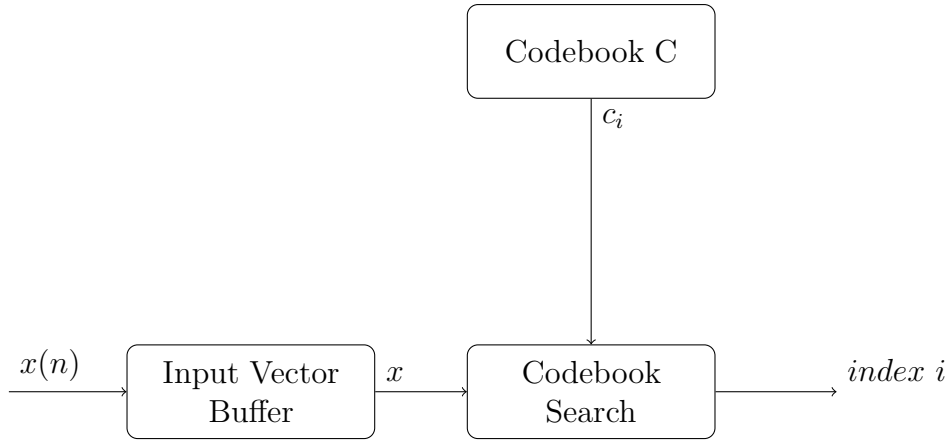 Codebook C
c_i
x(n)
Input Vector
Buffer
x
Codebook
Search
index i